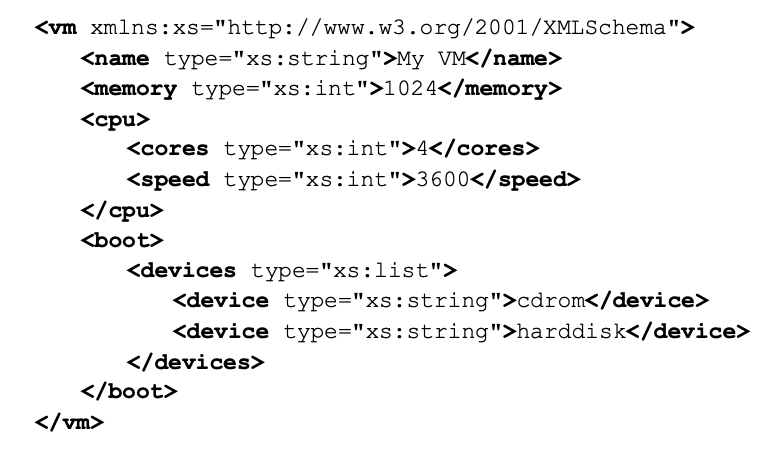 <vm xmlns:xs="http://www.w3.org/2001/XMLSchema">
<name type="xs:string">My VM</name>
<memory type="xs:int">1024</memory>
<cpu>
<cores type="xs:int">4</cores>
<speed type="xs:int">3600</speed>
</cpu>
<boot>
<devices type="xs:list">
<device type="xs:string">cdrom</device>
<device type="xs:string">harddisk</device>
</devices>
</boot>
</vm>